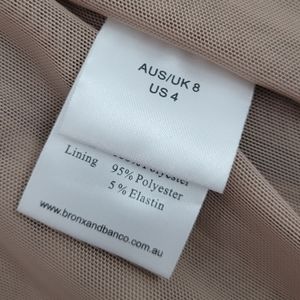 AUS/UK 8
US 4
Lining
95% Polyester
5% Elastin
www.bronxandbanco.com.au